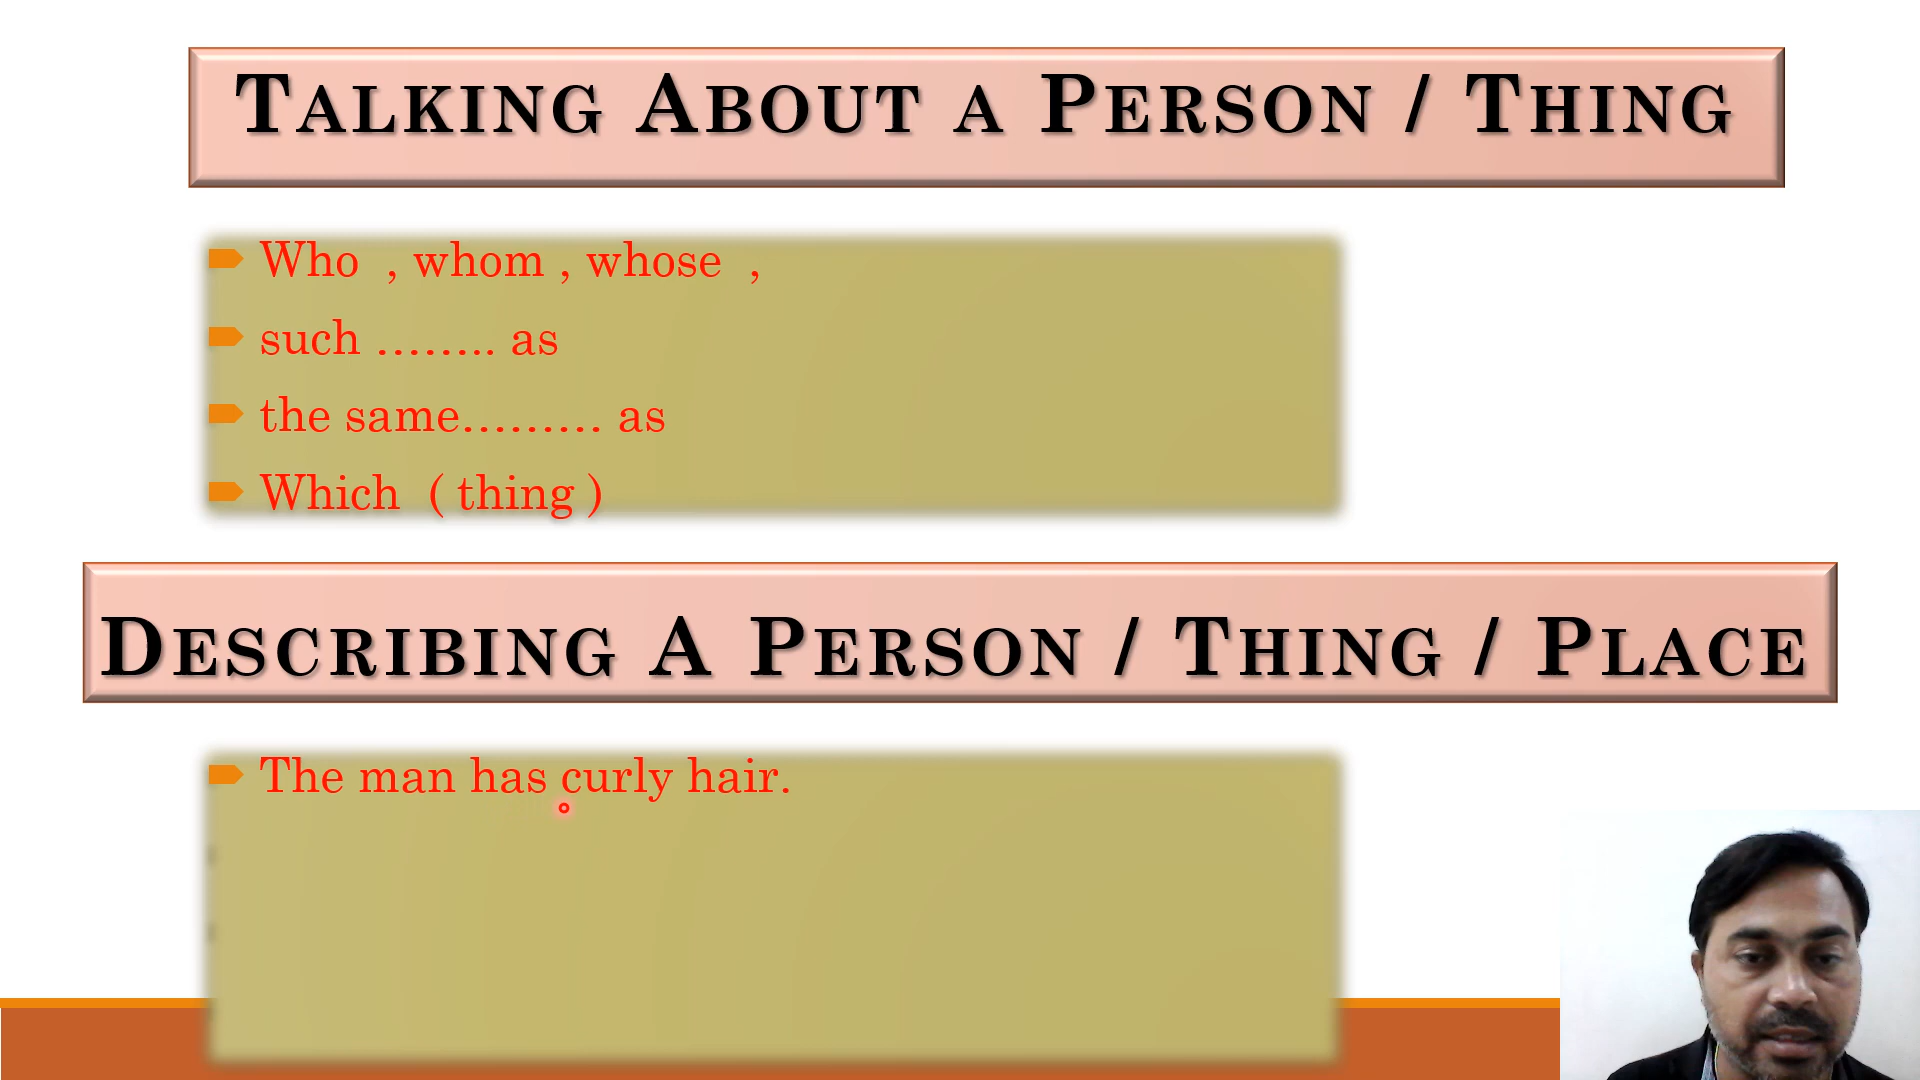 Talking About a Person / Thing
Who , whom , whose ,
such …….. as
the same……… as
Which ( thing )
Describing A Person / Thing / Place
The man has curly hair.